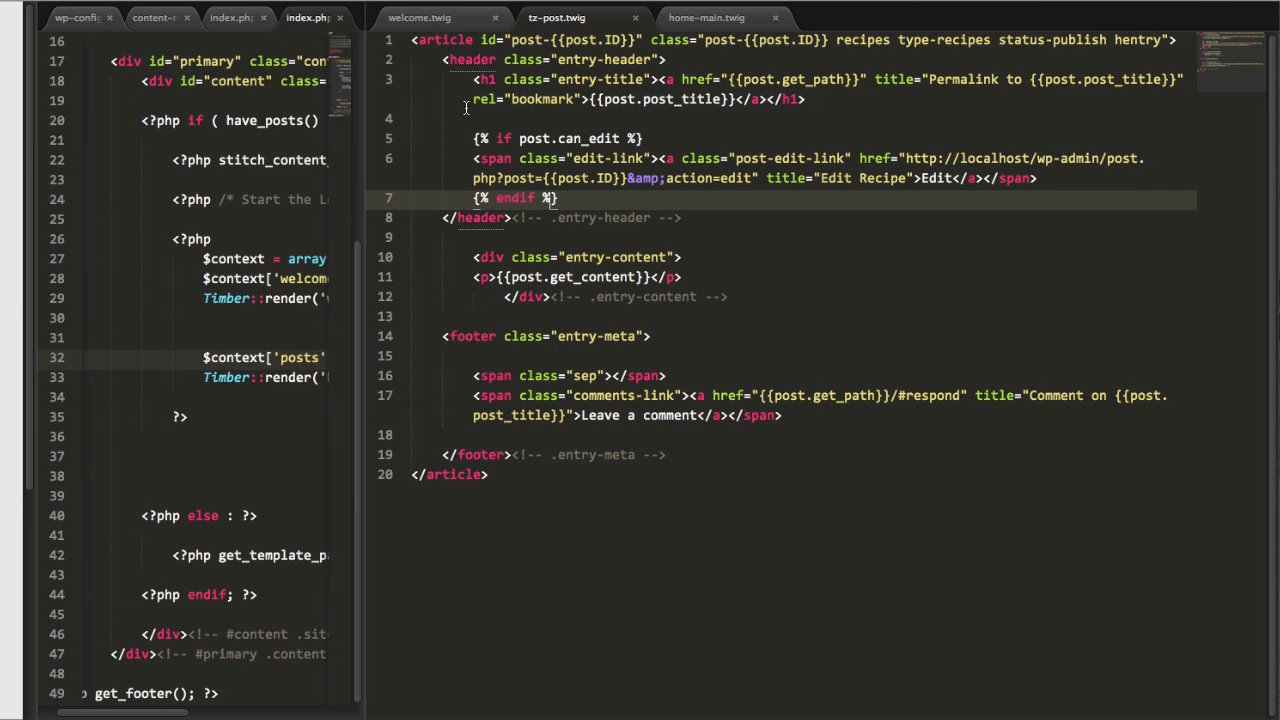 wp-config
content-r
index.php
index.php
welcome.twig
tz-post.twig
home-main.twig
16
17 <div id="primary" class="con
18 <div id="content" class=
19
20 <?php if ( have_posts()
21
22 <?php stitch_content_
23
24 <?php /* Start the Lo
25
26 <?php
27 $context = array
28 $context['welcom
29 Timber::render('
30
31
32 $context['posts'
33 Timber::render('
34
35 ?>
36
37
38
39
40 <?php else : ?>
41
42 <?php get_template_pa
43
44 <?php endif; ?>
45
46 </div><!-- #content .sit
47 </div><!-- #primary .content
48
49 get_footer(); ?>
1 <article id="post-{{post.ID}}" class="post-{{post.ID}} recipes type-recipes status-publish hentry">
2 <header class="entry-header">
3 <h1 class="entry-title"><a href="{{post.get_path}}" title="Permalink to {{post.post_title}}"
rel="bookmark">{{post.post_title}}</a></h1>
4
5 {% if post.can_edit %}
6 <span class="edit-link"><a class="post-edit-link" href="http://localhost/wp-admin/post.
php?post={{post.ID}}&amp;action=edit" title="Edit Recipe">Edit</a></span>
7 {% endif %}
8 </header><!-- .entry-header -->
9
10 <div class="entry-content">
11 <p>{{post.get_content}}</p>
12 </div><!-- .entry-content -->
13
14 <footer class="entry-meta">
15
16 <span class="sep"></span>
17 <span class="comments-link"><a href="{{post.get_path}}/#respond" title="Comment on {{post.
post_title}}">Leave a comment</a></span>
18
19 </footer><!-- .entry-meta -->
20 </article>